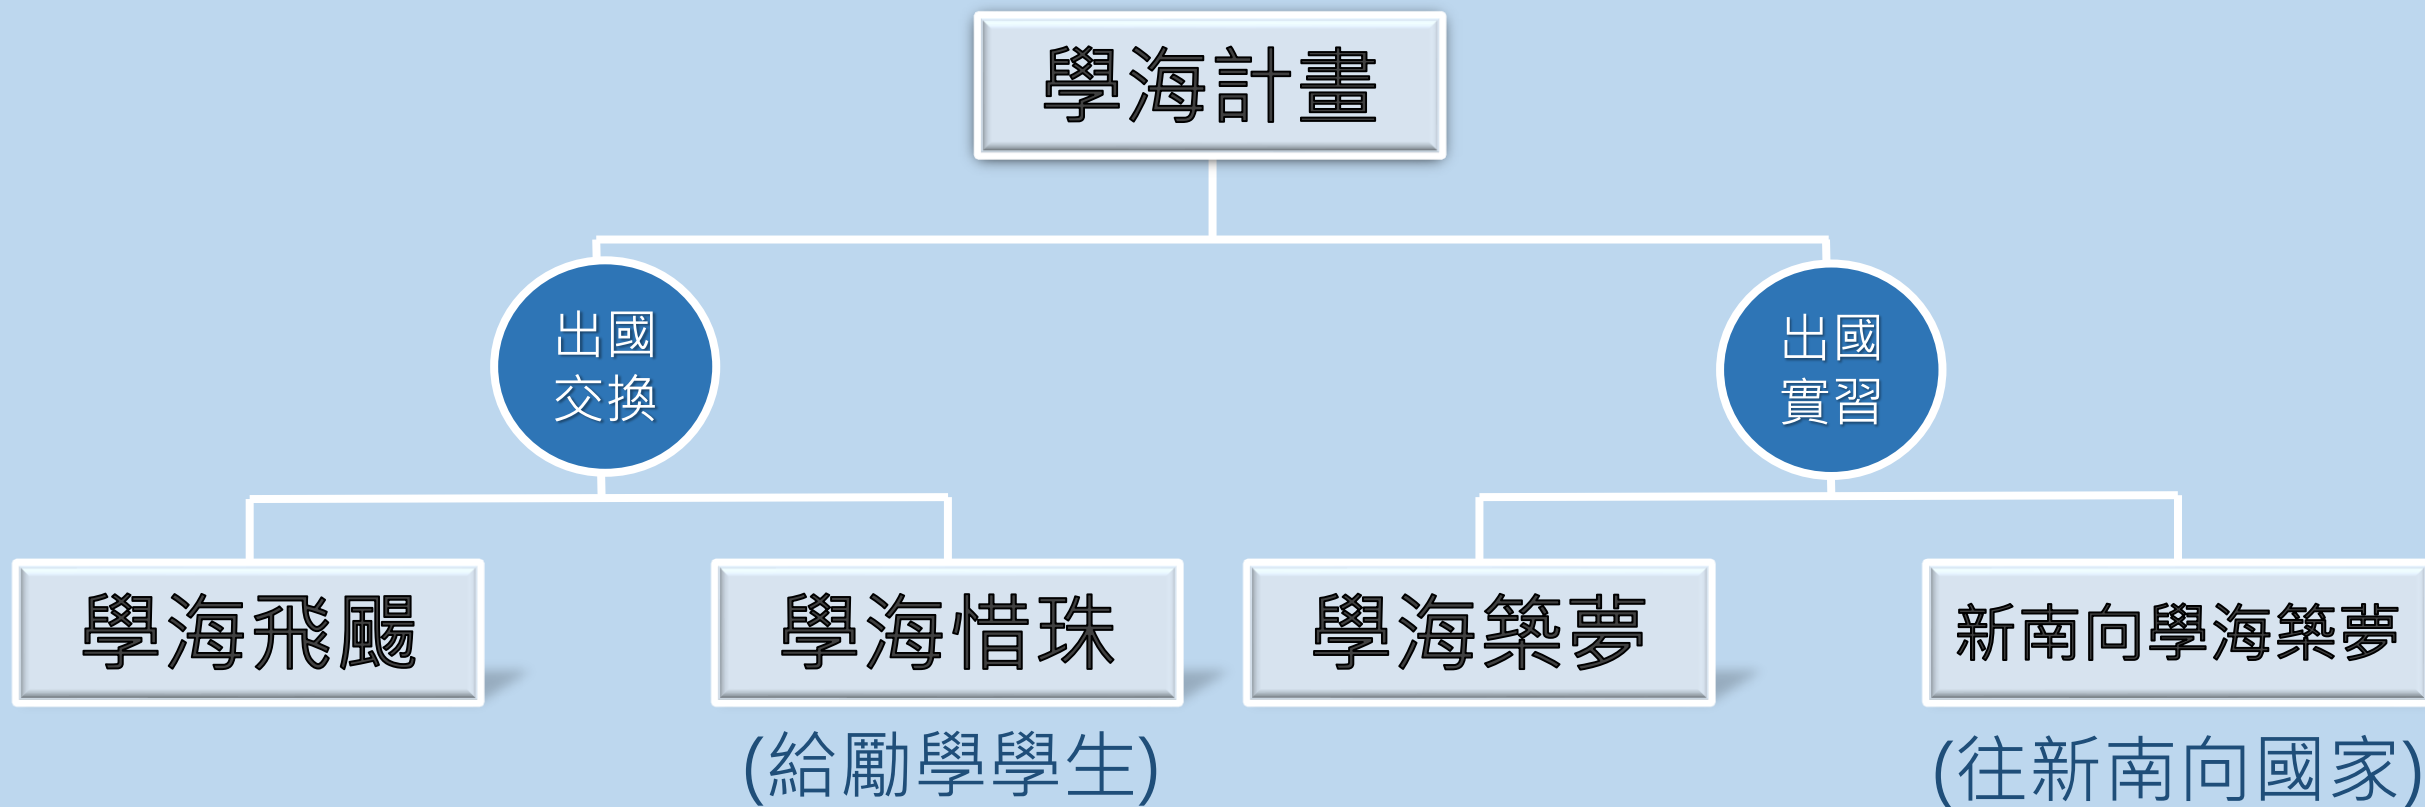 學海計畫
出國
交換
出國
實習
學海飛颺
學海惜珠
學海築夢
新南向學海築夢
(給勵學學生)
(往新南向國家)